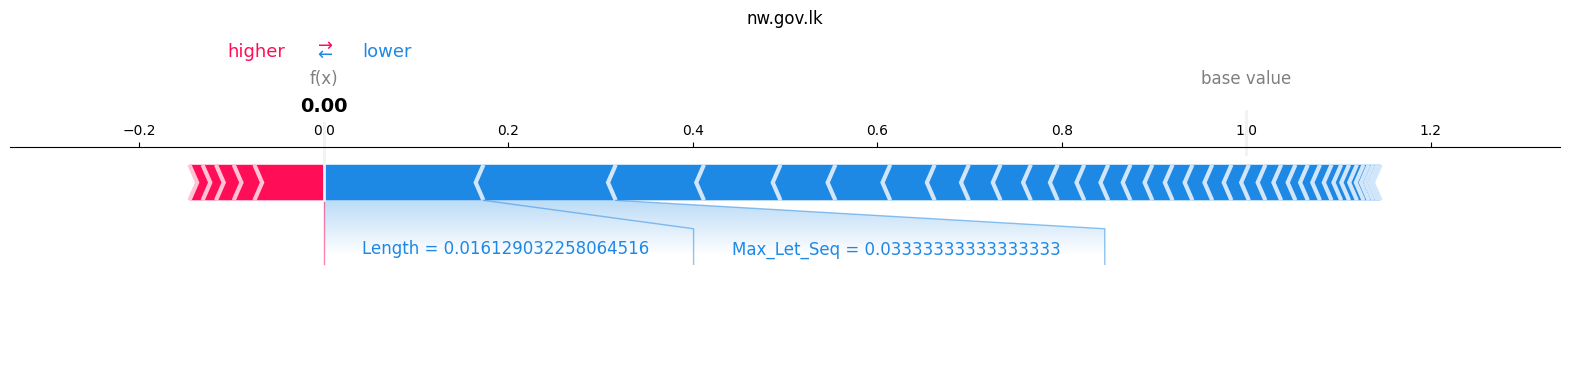 nw.gov.lk
higher ⇄ lower
f(x) base value
0.00
−0.2 0 0 0.2 0.4 0.6 0.8 1 0 1.2
Length = 0.016129032258064516 Max_Let_Seq = 0.03333333333333333